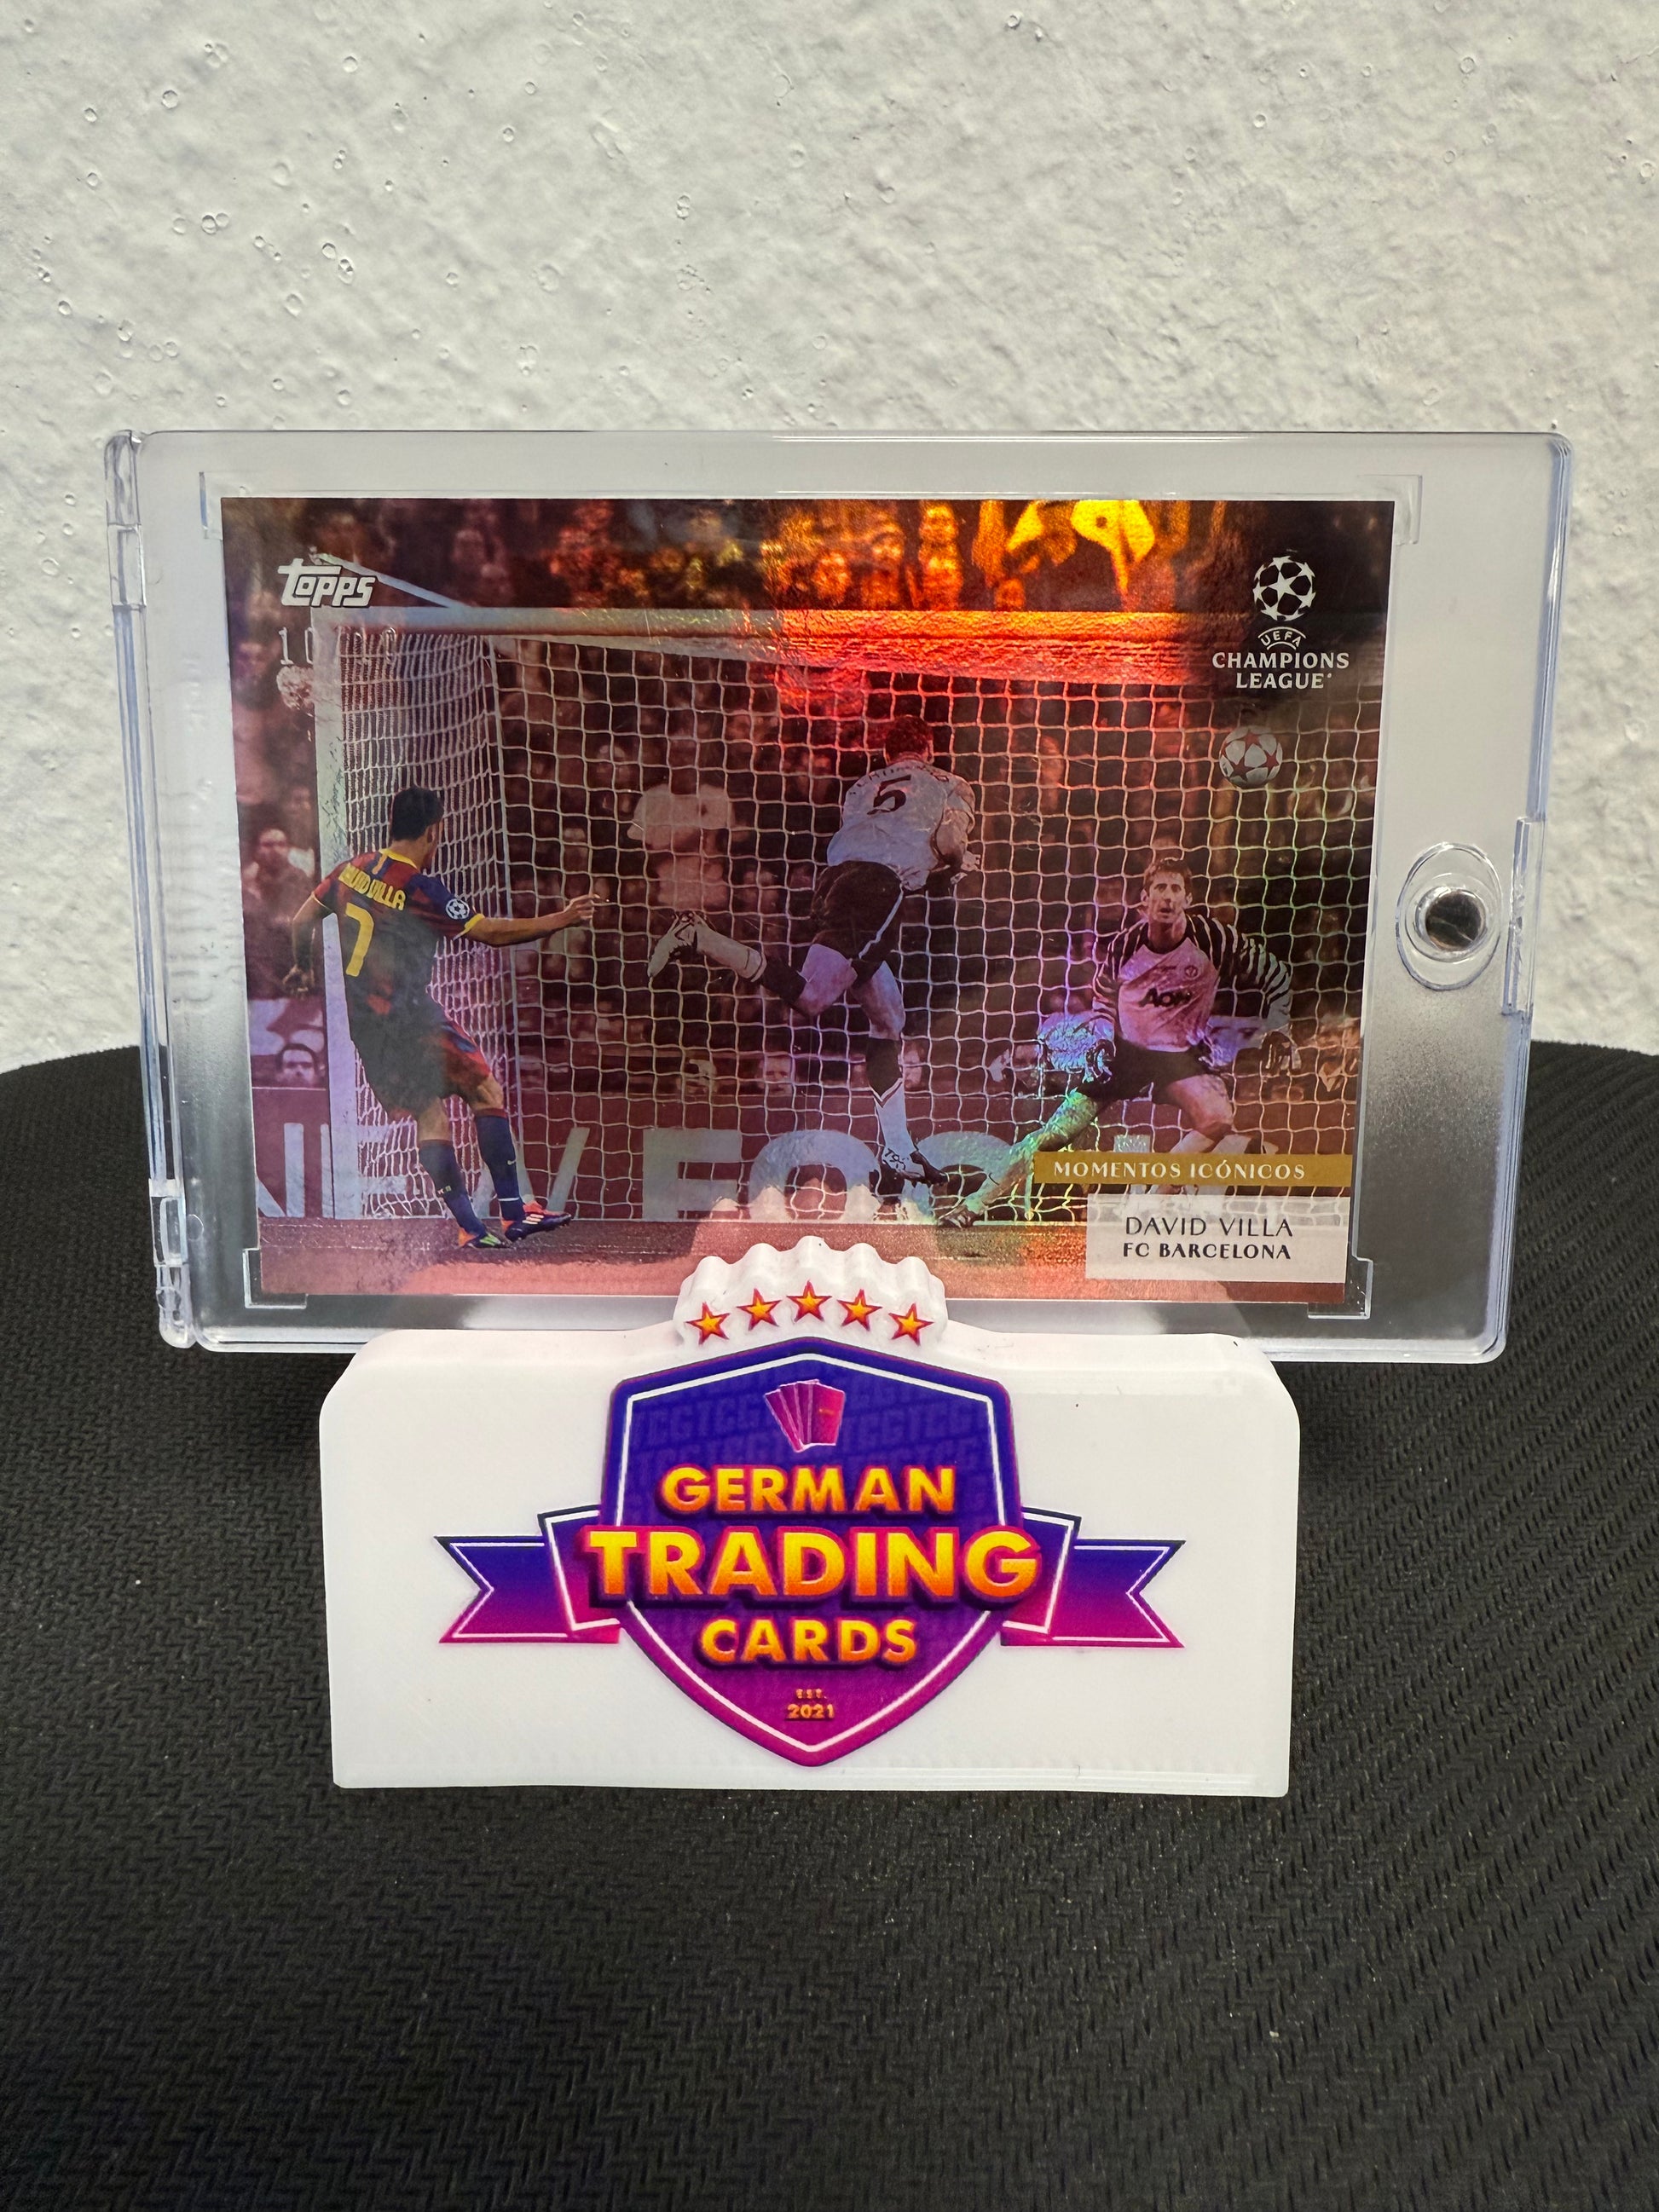 topps
UEFA
CHAMPIONS
LEAGUE
DAVID VILLA
7
5
AON
MOMENTOS ICÓNICOS
DAVID VILLA
FC BARCELONA
GERMAN
TRADING
CARDS
EST.
2021